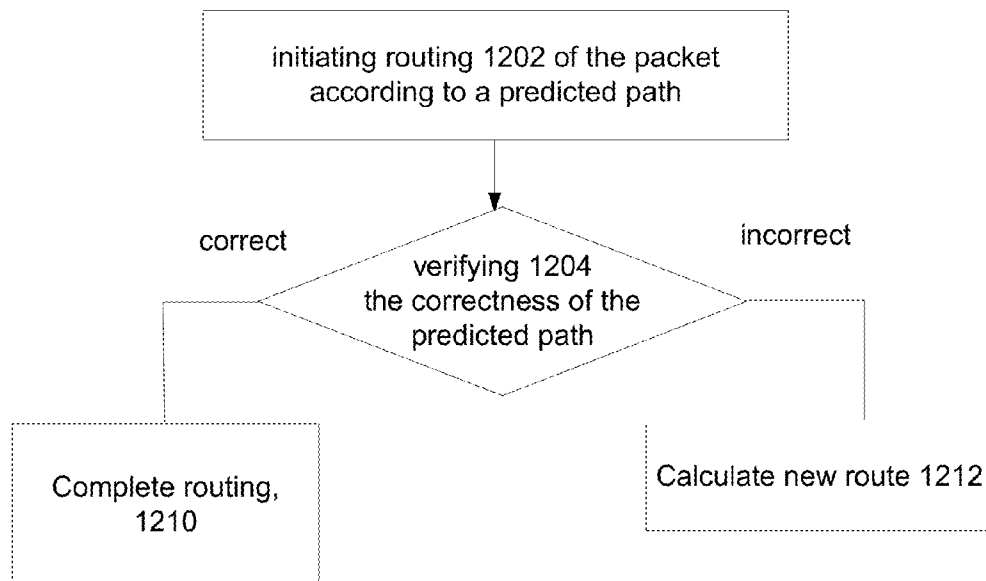 initiating routing 1202 of the packet
according to a predicted path
correct
incorrect
verifying 1204
the correctness of the
predicted path
Complete routing,
1210
Calculate new route 1212